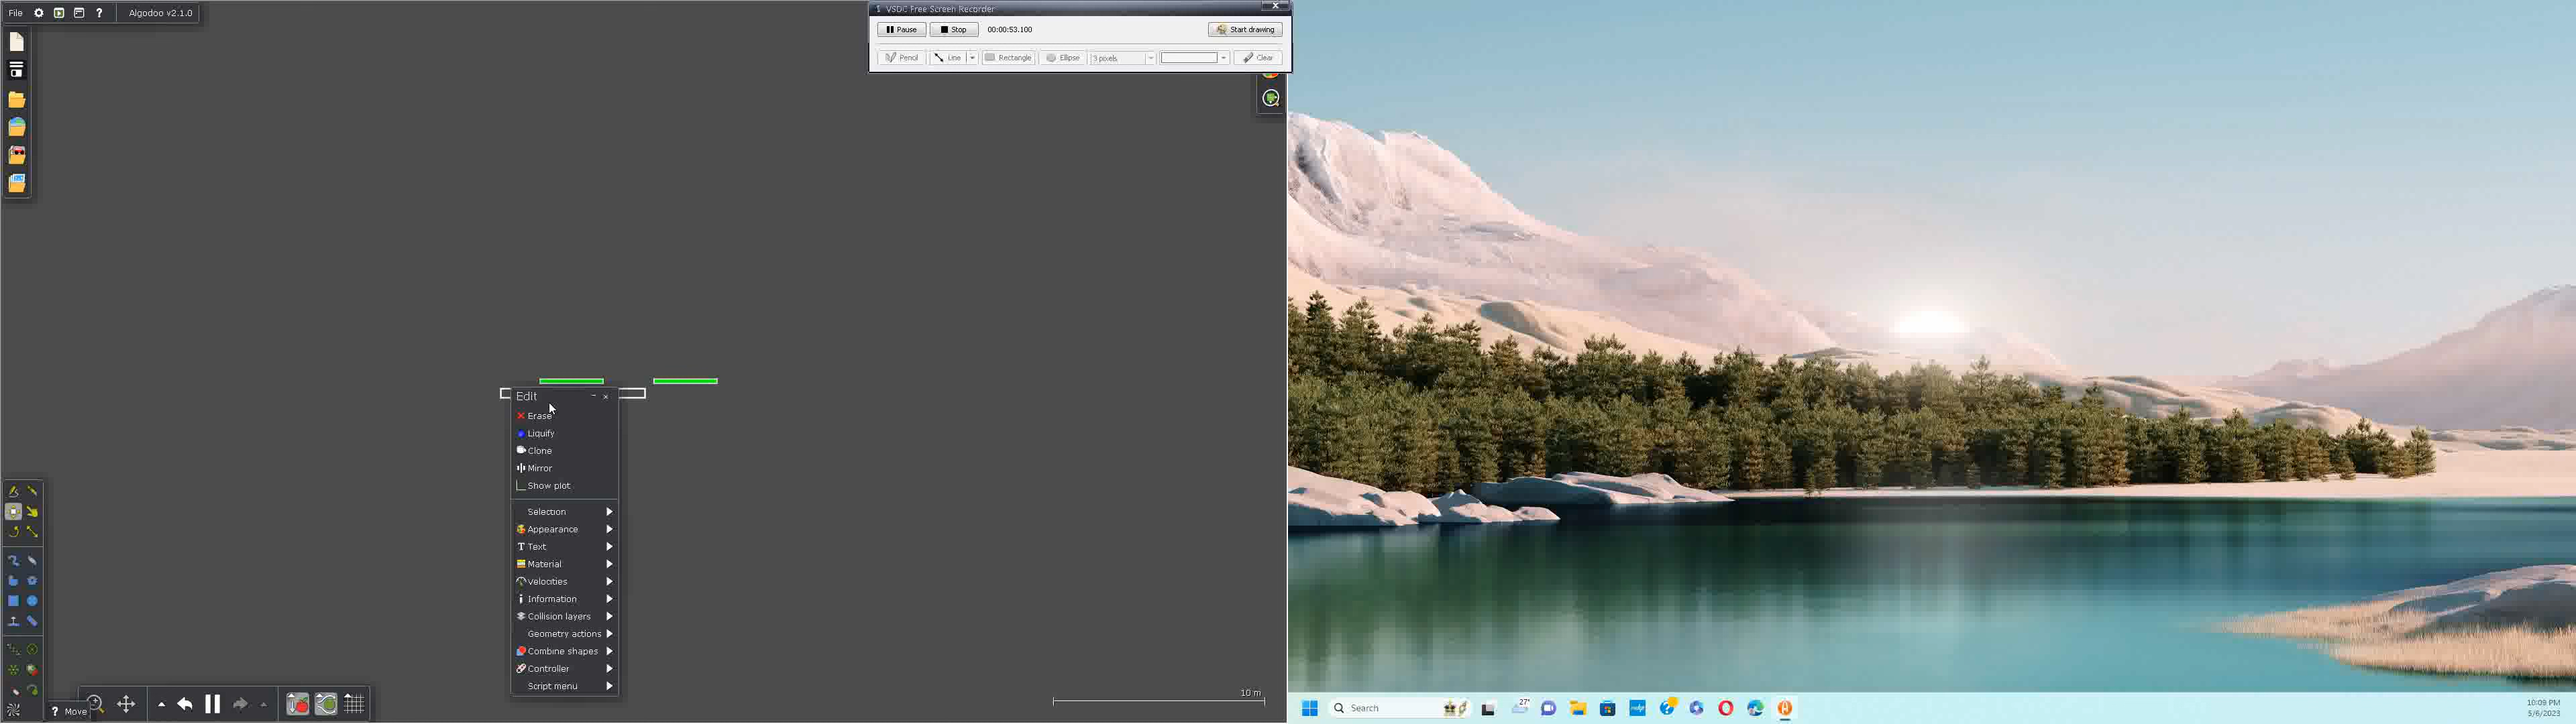 File
Algodoo v2.1.0
VSDC Free Screen Recorder
Pause
Stop
00:00:53.100
Start drawing
Pencil
Line
Rectangle
Ellipse
3 pixels
Clear
Edit
Erase
Liquify
Clone
Mirror
Show plot
Selection
Appearance
Text
Material
Velocities
Information
Collision layers
Geometry actions
Combine shapes
Controller
Script menu
? Move
10 m
Search
27°
10:09 PM
5/6/2023